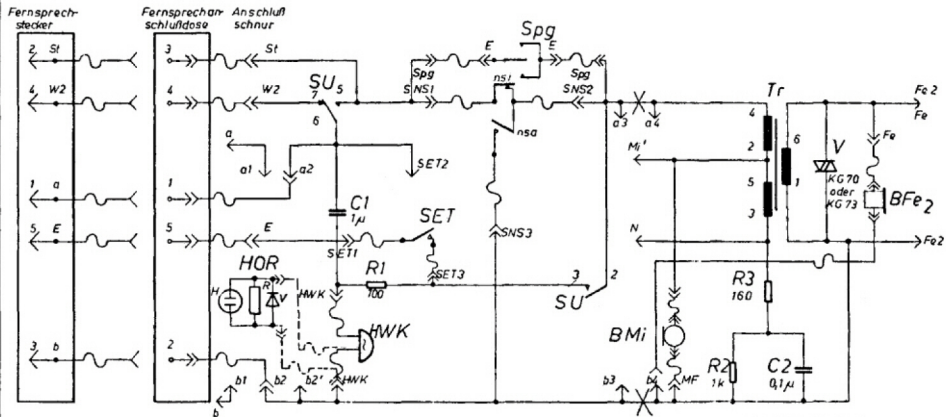 Fernsprech-
stecker
Fernsprechan-
schlußdose
Anschluß
schnur
Spg
2 St
3
St
E
E
Spg
Spg
4 W2
4
W2
SU
7
5
6
SNS1
ns1
SNS2
nsa
a3
a4
Tr
4
2
5
3
6
1
Fe2
Fe
V
KG70
oder
KG73
Fe
BFe2
Mi'
N
Fe2
a
a1
a2
SET2
1 a
1
C1
1µ
SET
5 E
5
E
SET1
SET3
SNS3
R1
100
3
2
SU
HÖR
H
R
V
HWK
HWK
HWK
R3
160
BMi
MF
R2
1k
C2
0,1µ
3 b
2
b
b1
b2
b2'
b3
b4